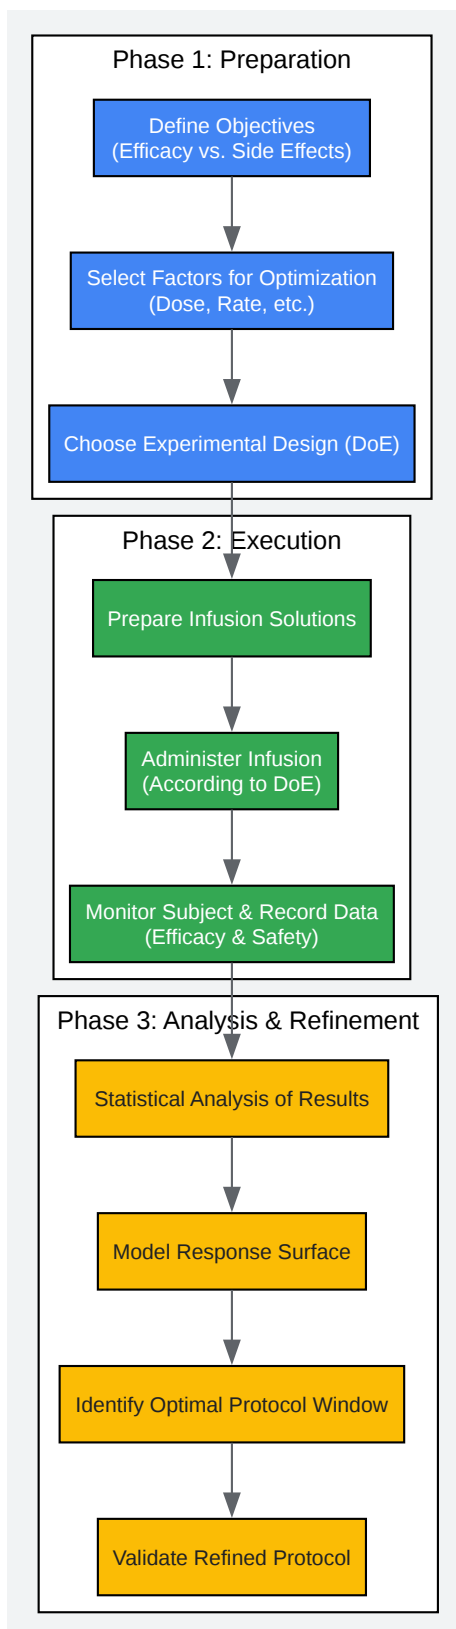 Phase 1: Preparation
Define Objectives
(Efficacy vs. Side Effects)
Select Factors for Optimization
(Dose, Rate, etc.)
Choose Experimental Design (DoE)
Phase 2: Execution
Prepare Infusion Solutions
Administer Infusion
(According to DoE)
Monitor Subject & Record Data
(Efficacy & Safety)
Phase 3: Analysis & Refinement
Statistical Analysis of Results
Model Response Surface
Identify Optimal Protocol Window
Validate Refined Protocol